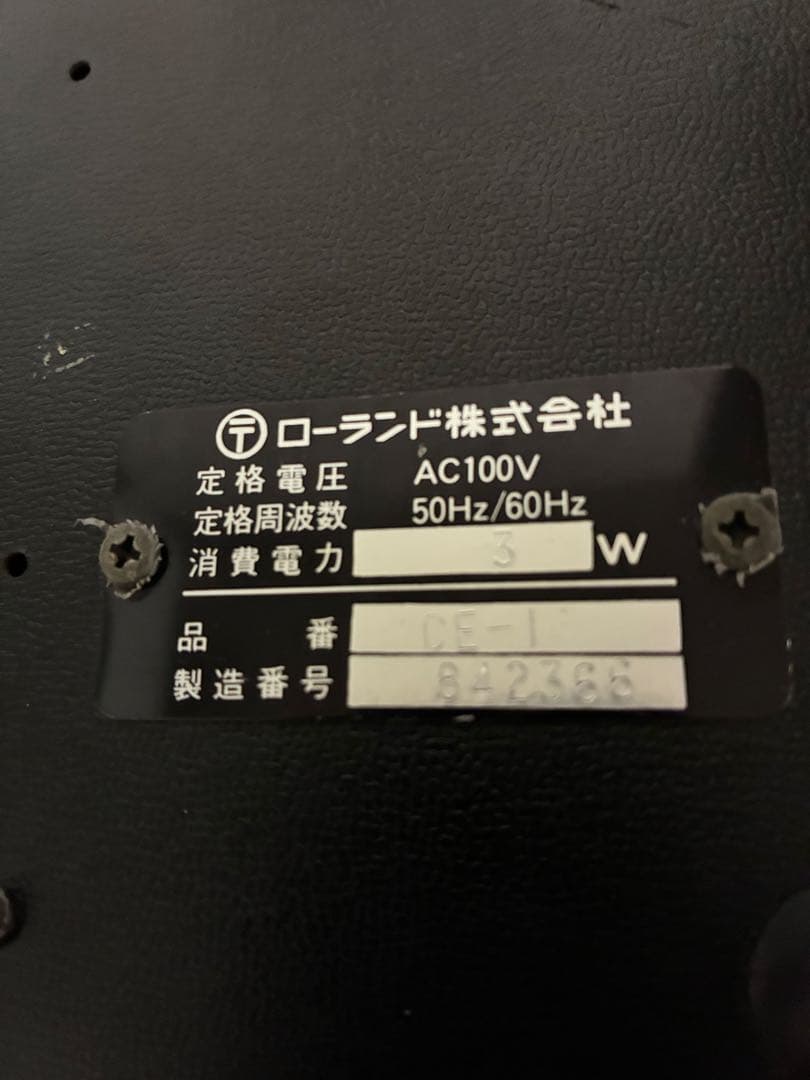 〒ローランド株式会社
定格電圧 AC100V
定格周波数 50Hz/60Hz
消費電力 3 W
品番 CE-1
製造番号 842366